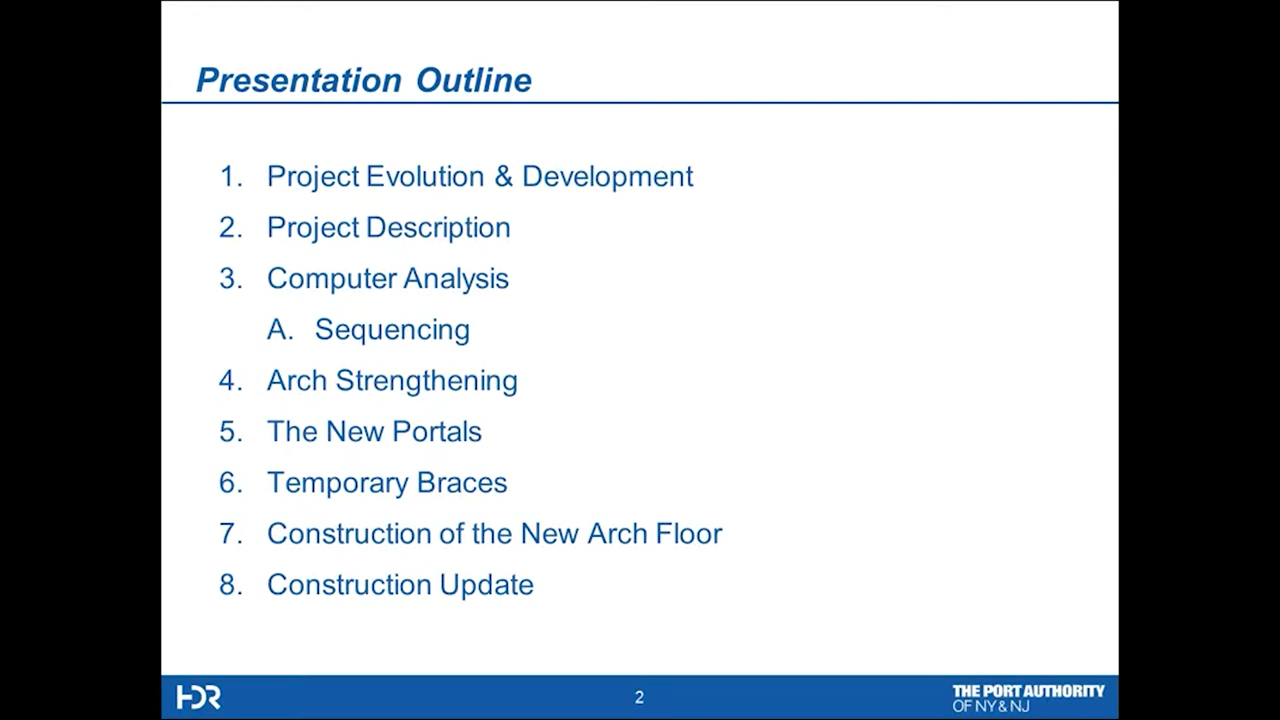 Presentation Outline
1. Project Evolution & Development
2. Project Description
3. Computer Analysis
A. Sequencing
4. Arch Strengthening
5. The New Portals
6. Temporary Braces
7. Construction of the New Arch Floor
8. Construction Update
HDR
2
THE PORT AUTHORITY
OF NY & NJ